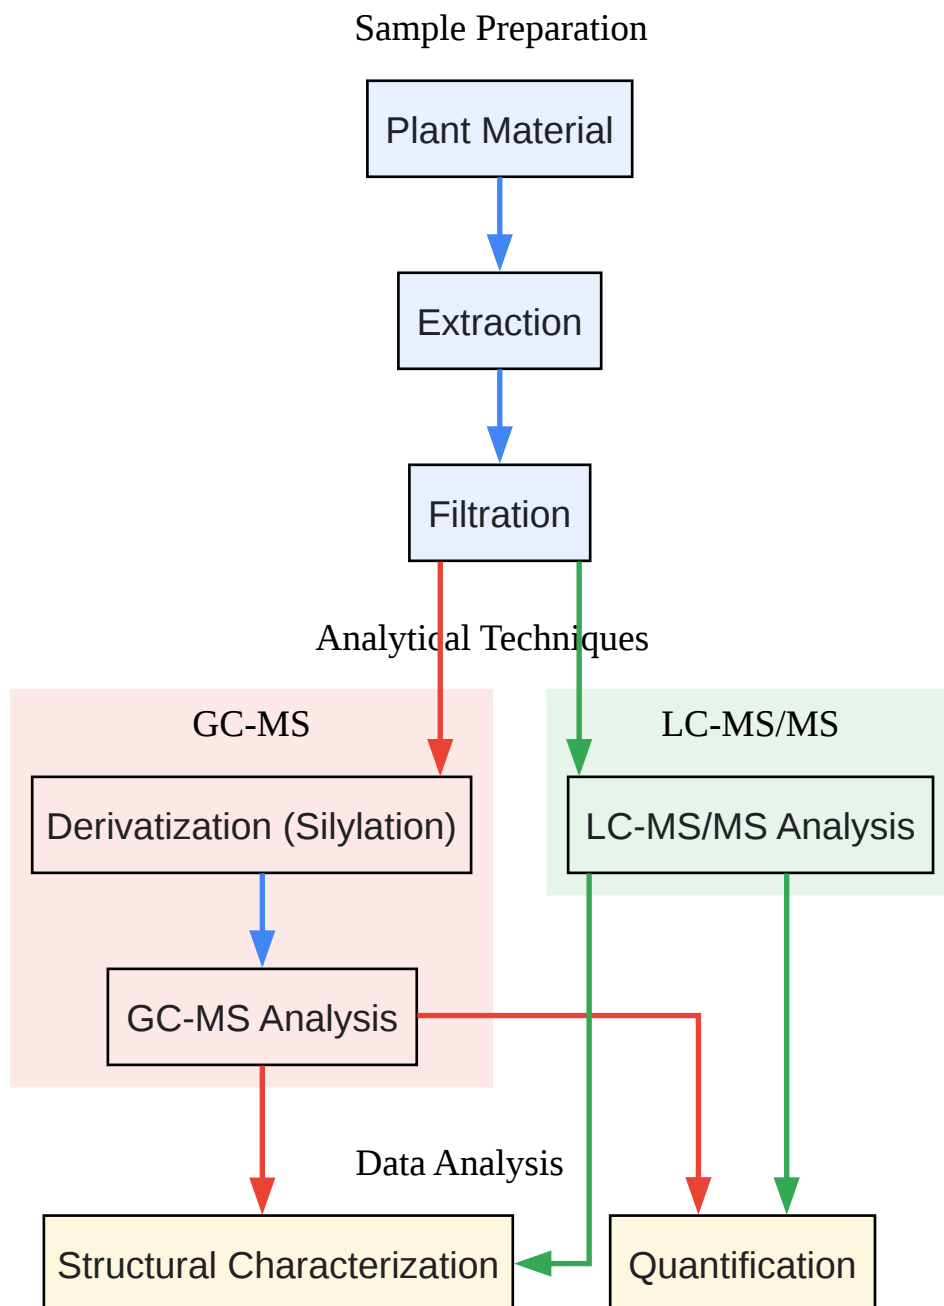 Sample Preparation
Plant Material
Extraction
Filtration
Analytical Techniques
GC-MS
LC-MS/MS
Derivatization (Silylation)
LC-MS/MS Analysis
GC-MS Analysis
Data Analysis
Structural Characterization
Quantification